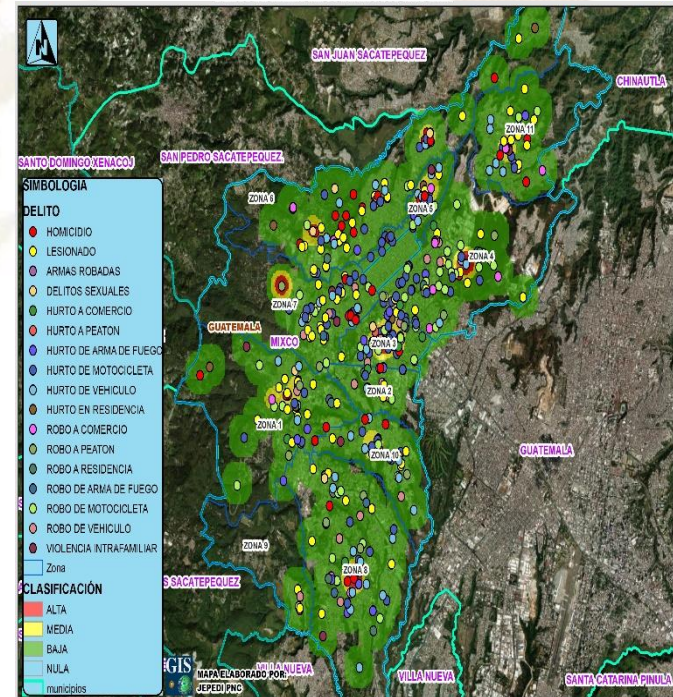 N
SAN JUAN SACATEPEQUEZ
CHINAUTLA
ZONA 11
SANTO DOMINGO XENACOJ
SAN PEDRO SACATEPEQUEZ
ZONA 6
ZONA 5
ZONA 4
ZONA 7
GUATEMALA
MIXCO
ZONA 3
ZONA 2
ZONA 1
ZONA 10
GUATEMALA
ZONA 9
ZONA 8
S SACATEPEQUEZ
VILLA NUEVA
VILLA NUEVA
SANTA CATARINA PINULA
SIMBOLOGIA
DELITO
HOMICIDIO
LESIONADO
ARMAS ROBADAS
DELITOS SEXUALES
HURTO A COMERCIO
HURTO A PEATON
HURTO DE ARMA DE FUEGO
HURTO DE MOTOCICLETA
HURTO DE VEHICULO
HURTO EN RESIDENCIA
ROBO A COMERCIO
ROBO A PEATON
ROBO A RESIDENCIA
ROBO DE ARMA DE FUEGO
ROBO DE MOTOCICLETA
ROBO DE VEHICULO
VIOLENCIA INTRAFAMILIAR
Zona
CLASIFICACIÓN
ALTA
MEDIA
BAJA
NULA
municipios
GIS
MAPA ELABORADO POR:
JEPEDI PNC